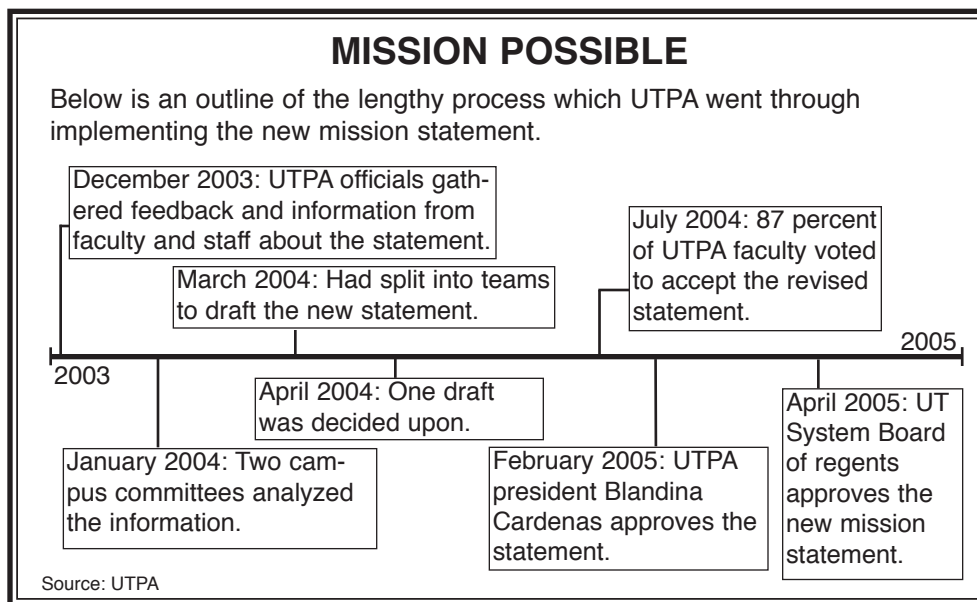 MISSION POSSIBLE
Below is an outline of the lengthy process which UTPA went through
implementing the new mission statement.
December 2003: UTPA officials gath-
ered feedback and information from
faculty and staff about the statement.
March 2004: Had split into teams
to draft the new statement.
July 2004: 87 percent
of UTPA faculty voted
to accept the revised
statement.
2003
2005
January 2004: Two cam-
pus committees analyzed
the information.
April 2004: One draft
was decided upon.
February 2005: UTPA
president Blandina
Cardenas approves the
statement.
April 2005: UT
System Board
of regents
approves the
new mission
statement.
Source: UTPA